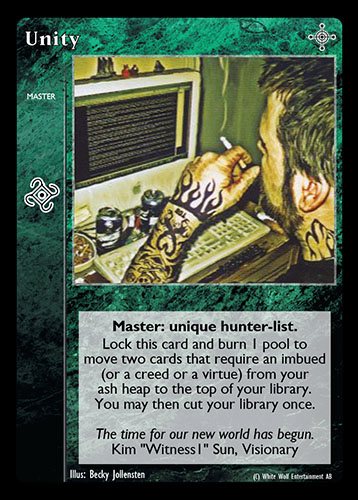 Unity
MASTER
Master: unique hunter-list.
Lock this card and burn 1 pool to
move two cards that require an imbued
(or a creed or a virtue) from your
ash heap to the top of your library.
You may then cut your library once.
The time for our new world has begun.
Kim "Witness1" Sun, Visionary
Illus: Becky Jollensten
(C) White Wolf Entertainment AB